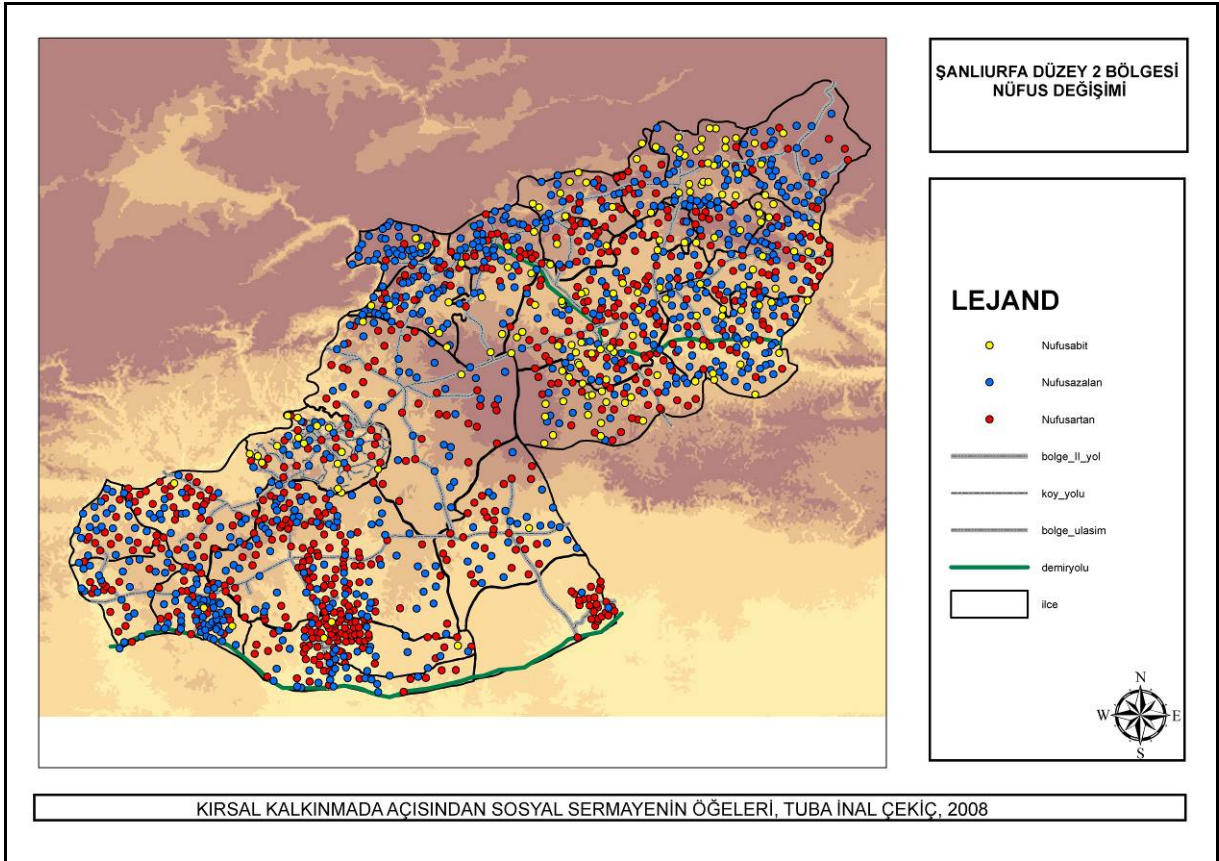 ŞANLIURFA DÜZEY 2 BÖLGESİ
NÜFUS DEĞİŞİMİ
LEJAND
Nufusabit
Nufusazalan
Nufusartan
bolge_II_yol
koy_yolu
bolge_ulasim
demiryolu
ilce
N
W E
S
KIRSAL KALKINMADA AÇISINDAN SOSYAL SERMAYENİN ÖĞELERİ, TUBA İNAL ÇEKİÇ, 2008